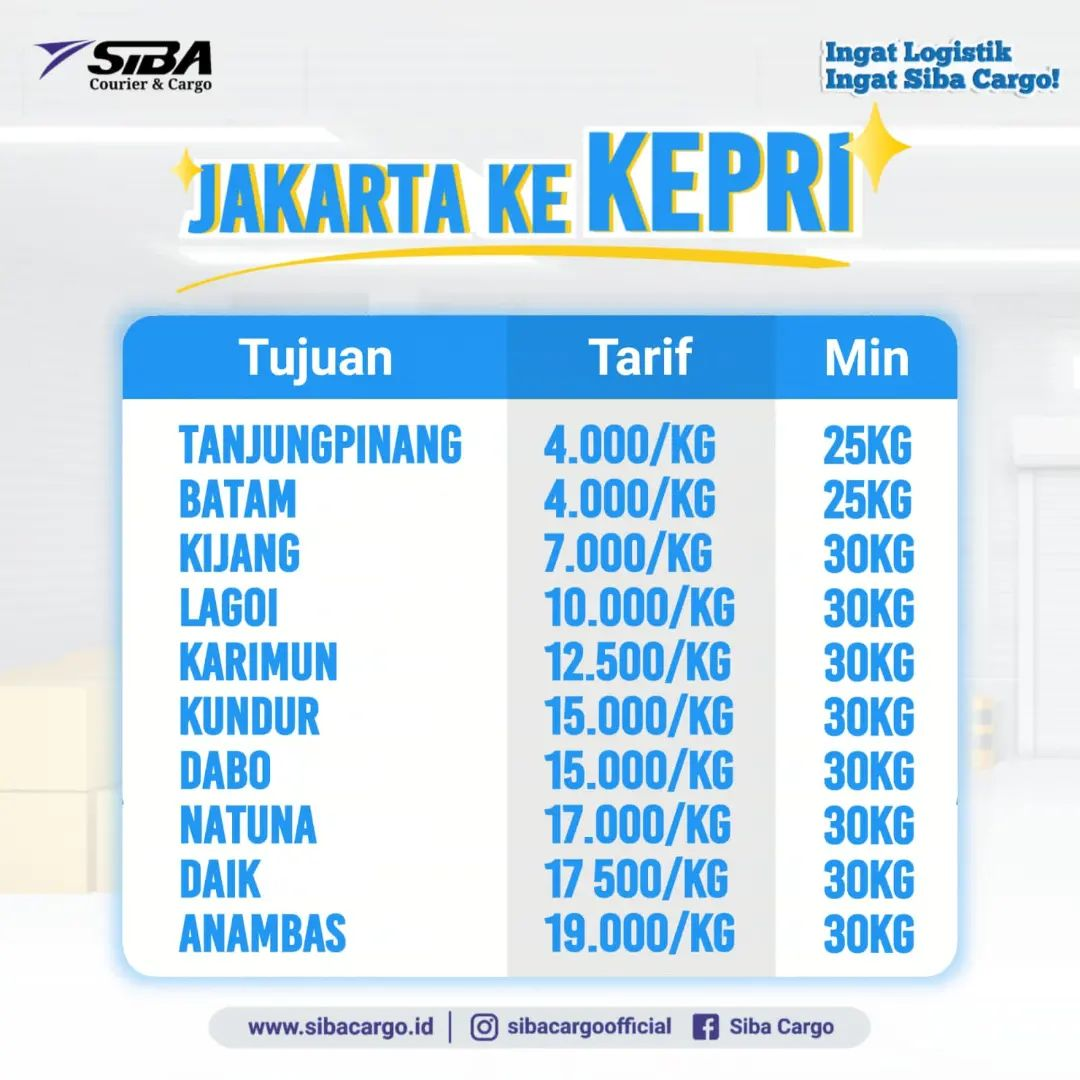 SIBA
Courier & Cargo
Ingat Logistik
Ingat Siba Cargo!
JAKARTA KE KEPRI
Tujuan Tarif Min
TANJUNGPINANG 4.000/KG 25KG
BATAM 4.000/KG 25KG
KIJANG 7.000/KG 30KG
LAGOI 10.000/KG 30KG
KARIMUN 12.500/KG 30KG
KUNDUR 15.000/KG 30KG
DABO 15.000/KG 30KG
NATUNA 17.000/KG 30KG
DAIK 17 500/KG 30KG
ANAMBAS 19.000/KG 30KG
www.sibacargo.id | sibacargoofficial Siba Cargo